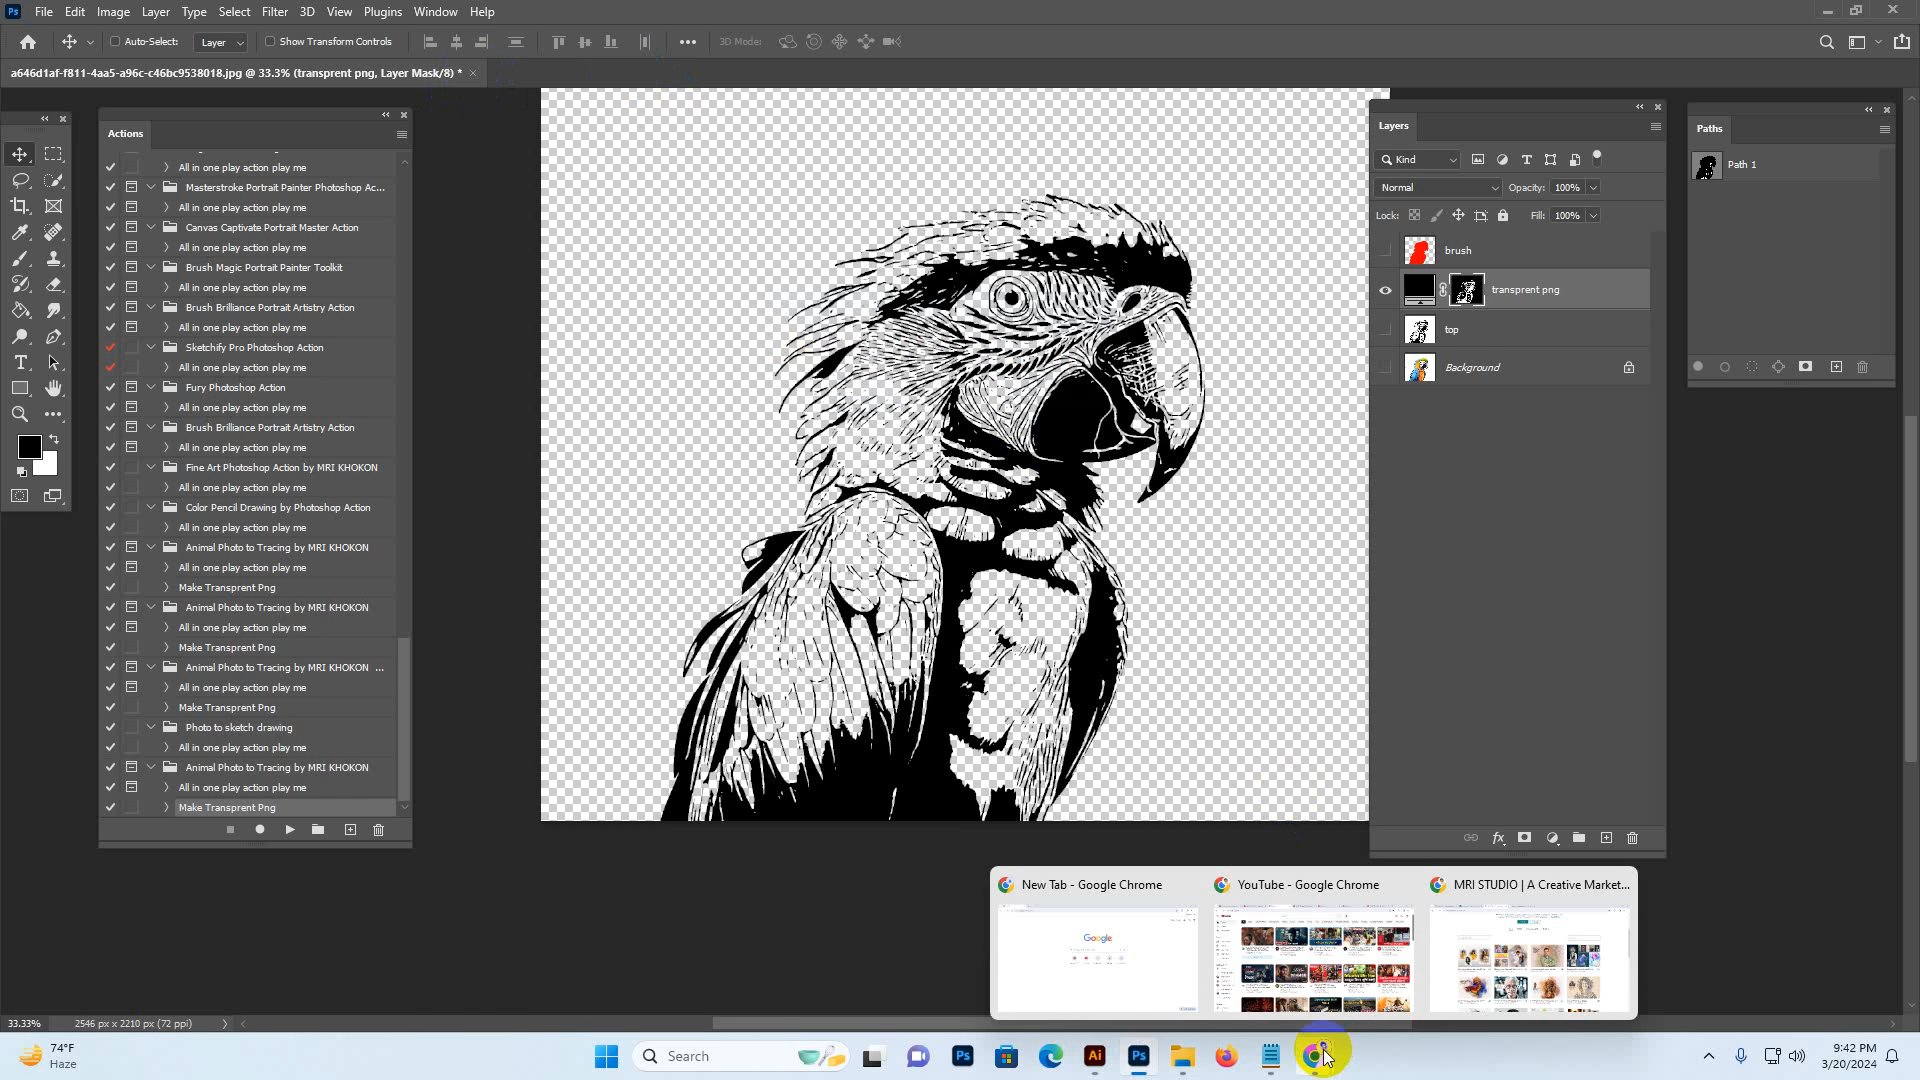 File Edit Image Layer Type Select Filter 3D View Plugins Window Help
Auto-Select: Layer Show Transform Controls 3D Mode:
a646d1af-f811-4aa5-a96c-c46bc9538018.jpg @ 33.3% (transprent png, Layer Mask/8) *
Actions
All in one play action play me
Masterstroke Portrait Painter Photoshop Ac...
All in one play action play me
Canvas Captivate Portrait Master Action
All in one play action play me
Brush Magic Portrait Painter Toolkit
All in one play action play me
Brush Brilliance Portrait Artistry Action
All in one play action play me
Sketchify Pro Photoshop Action
All in one play action play me
Fury Photoshop Action
All in one play action play me
Brush Brilliance Portrait Artistry Action
All in one play action play me
Fine Art Photoshop Action by MRI KHOKON
All in one play action play me
Color Pencil Drawing by Photoshop Action
All in one play action play me
Animal Photo to Tracing by MRI KHOKON
All in one play action play me
Make Transprent Png
Animal Photo to Tracing by MRI KHOKON
All in one play action play me
Make Transprent Png
Animal Photo to Tracing by MRI KHOKON ...
All in one play action play me
Make Transprent Png
Photo to sketch drawing
All in one play action play me
Animal Photo to Tracing by MRI KHOKON
All in one play action play me
Make Transprent Png
Layers
Kind
Normal Opacity: 100%
Lock: Fill: 100%
brush
transprent png
top
Background
Paths
Path 1
New Tab - Google Chrome
YouTube - Google Chrome
MRI STUDIO | A Creative Market...
Google
33.33% 2546 px x 2210 px (72 ppi)
74°F
Haze
Search
9:42 PM
3/20/2024